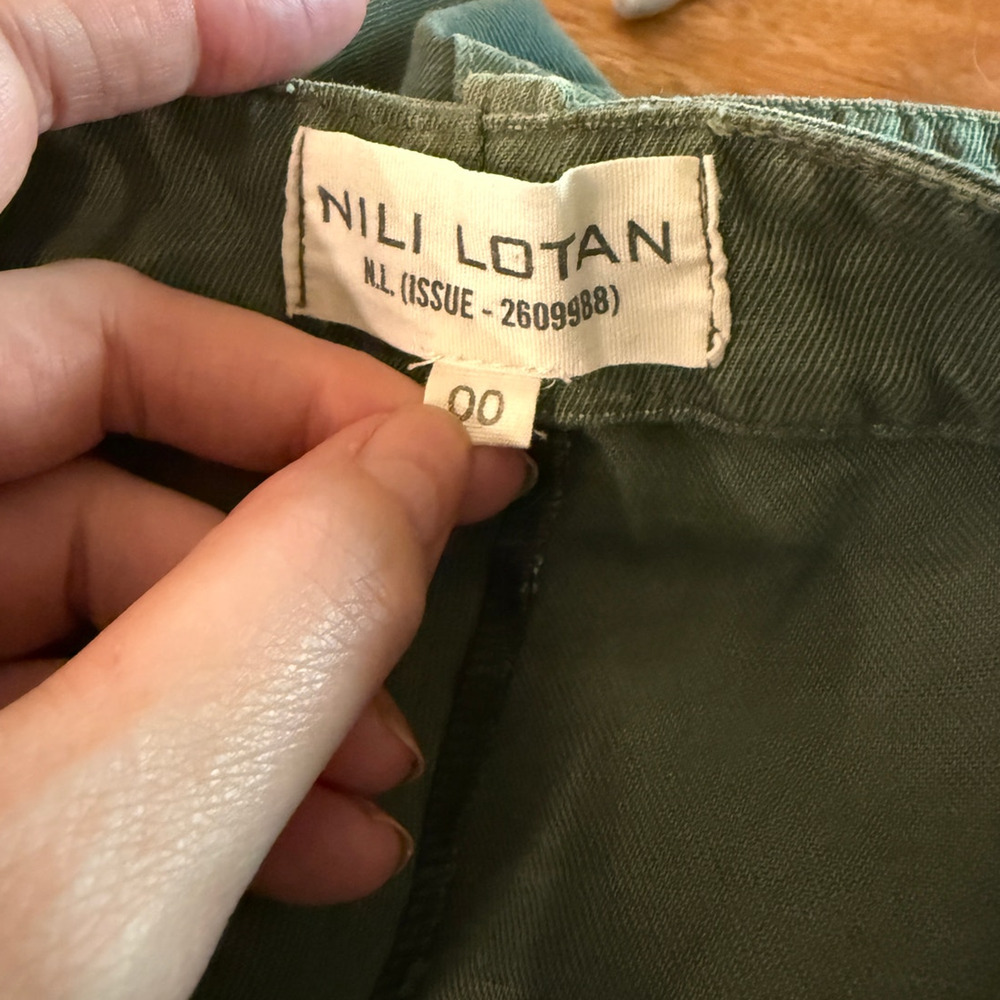 NILI LOTAN
N.L. (ISSUE - 2609988)
00